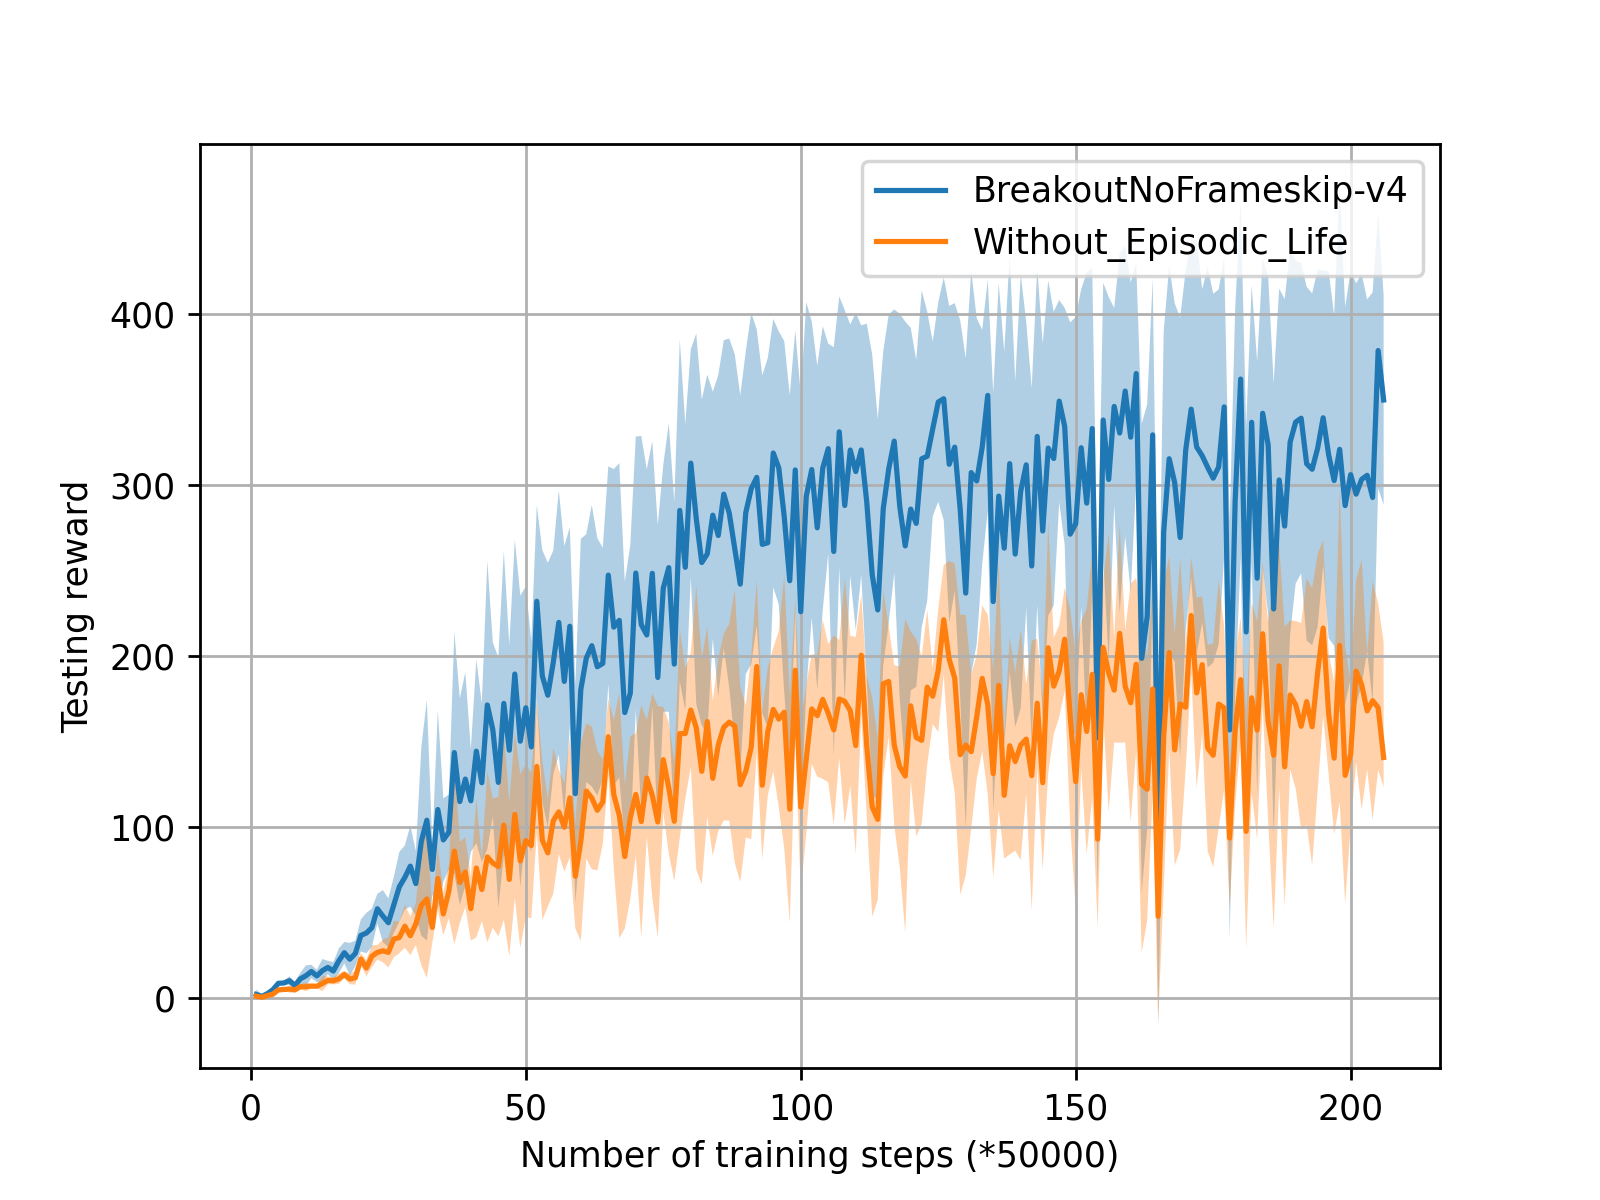 BreakoutNoFrameskip-v4
Without_Episodic_Life
400
300
200
100
0
Testing reward
0 50 100 150 200
Number of training steps (*50000)